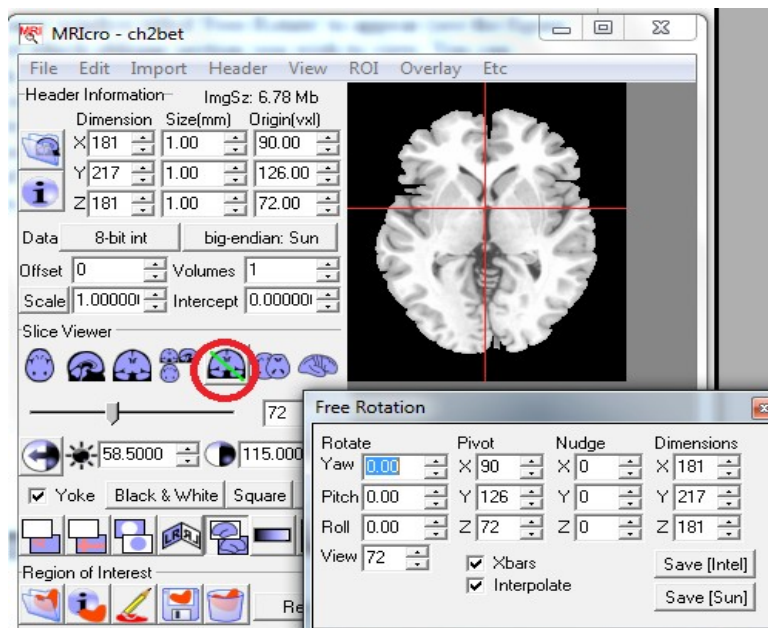 MRIcro - ch2bet
File Edit Import Header View ROI Overlay Etc
Header Information ImgSz: 6.78 Mb
Dimension Size(mm) Origin(vxl)
X 181 1.00 90.00
Y 217 1.00 126.00
Z 181 1.00 72.00
Data 8-bit int big-endian: Sun
Offset 0 Volumes 1
Scale 1.00000 Intercept 0.00000
Slice Viewer
72
58.5000 115.000
Yoke Black & White Square
Region of Interest
Free Rotation
Rotate Pivot Nudge Dimensions
Yaw 0.00 X 90 X 0 X 181
Pitch 0.00 Y 126 Y 0 Y 217
Roll 0.00 Z 72 Z 0 Z 181
View 72 Xbars Save [Intel]
Interpolate Save [Sun]